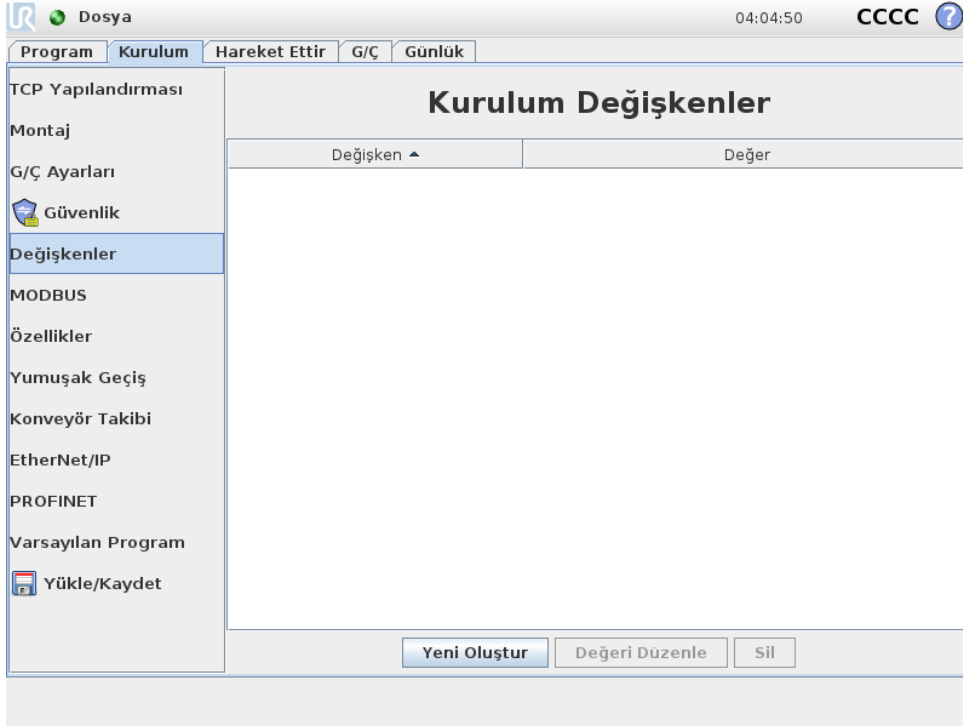 UR Dosya 04:04:50 CCCC ?
Program Kurulum Hareket Ettir G/Ç Günlük
TCP Yapılandırması
Montaj
G/Ç Ayarları
Güvenlik
Değişkenler
MODBUS
Özellikler
Yumuşak Geçiş
Konveyör Takibi
EtherNet/IP
PROFINET
Varsayılan Program
Yükle/Kaydet
Kurulum Değişkenler
Değişken Değer
Yeni Oluştur Değeri Düzenle Sil